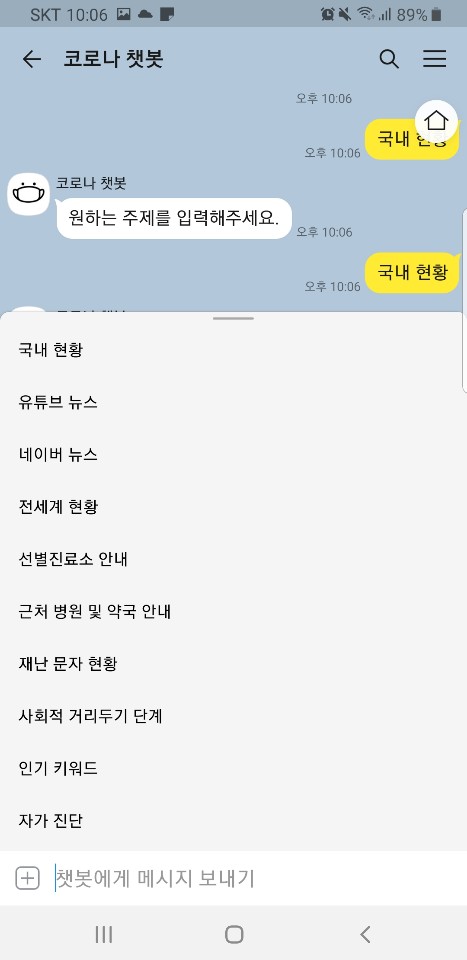 SKT 10:06 89%
코로나 챗봇
오후 10:06
국내 현황
오후 10:06
코로나 챗봇
원하는 주제를 입력해주세요.
오후 10:06
국내 현황
오후 10:06
국내 현황
유튜브 뉴스
네이버 뉴스
전세계 현황
선별진료소 안내
근처 병원 및 약국 안내
재난 문자 현황
사회적 거리두기 단계
인기 키워드
자가 진단
챗봇에게 메시지 보내기